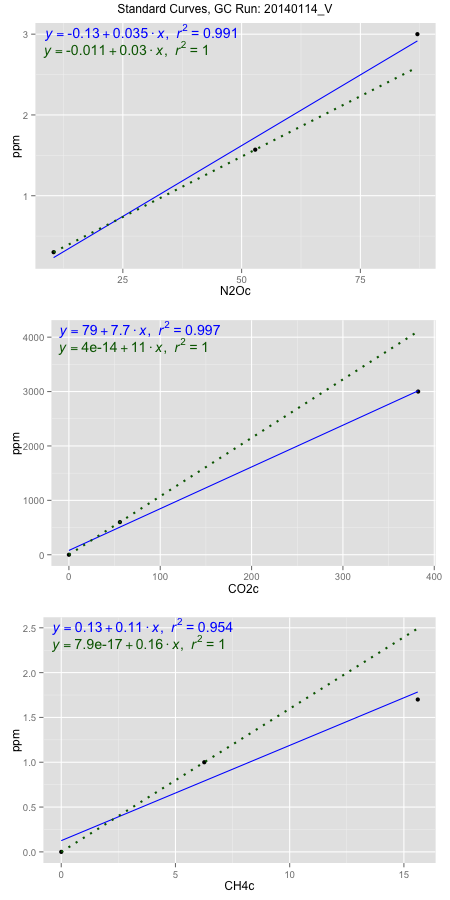 Standard Curves, GC Run: 20140114_V
y = -0.13 + 0.035 · x, r² = 0.991
y = -0.011 + 0.03 · x, r² = 1
3
2
1
ppm
25 50 75
N2Oc
y = 79 + 7.7 · x, r² = 0.997
y = 4e-14 + 11 · x, r² = 1
4000
3000
2000
1000
0
ppm
0 100 200 300 400
CO2c
y = 0.13 + 0.11 · x, r² = 0.954
y = 7.9e-17 + 0.16 · x, r² = 1
2.5
2.0
1.5
1.0
0.5
0.0
ppm
0 5 10 15
CH4c